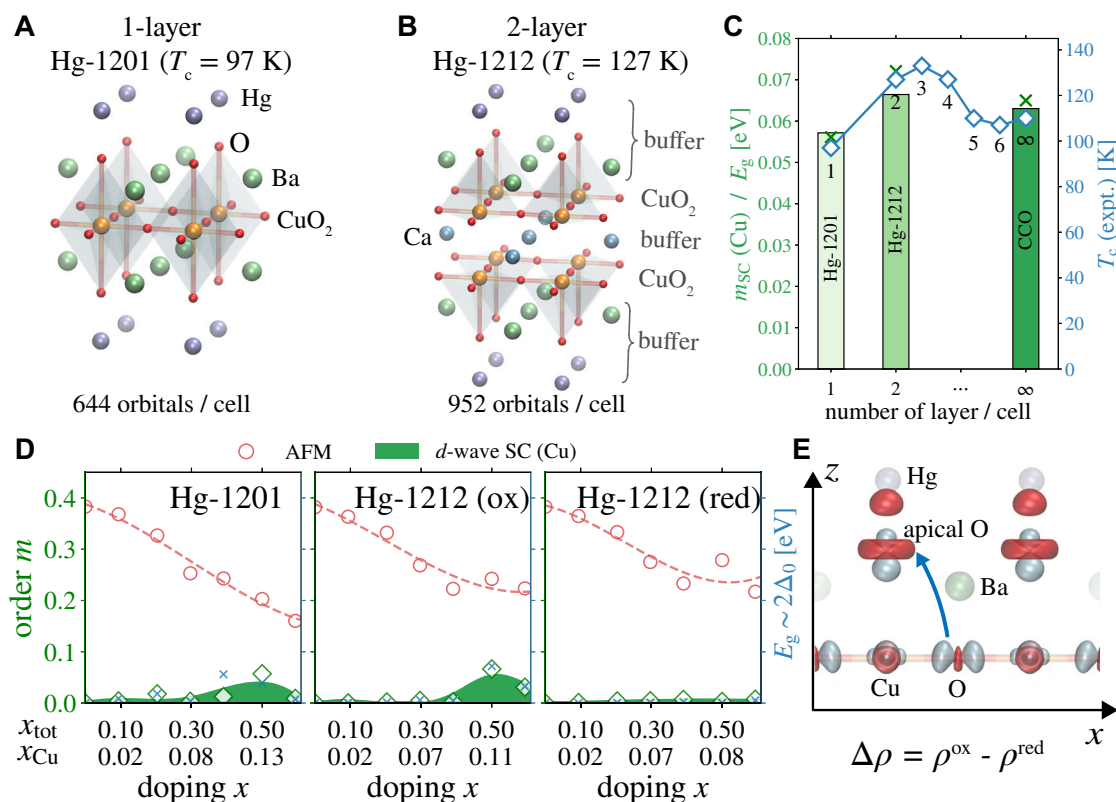 A
1-layer
Hg-1201 (Tc = 97 K)
Hg
O
Ba
CuO2
644 orbitals / cell
B
2-layer
Hg-1212 (Tc = 127 K)
buffer
CuO2
Ca
buffer
CuO2
buffer
952 orbitals / cell
C
mSC (Cu) / Eg [eV]
0.08
0.07
0.06
0.05
0.04
0.03
0.02
0.01
0.00
1
2
3
4
5
6
∞
Hg-1201
Hg-1212
CCO
140
120
100
80
60
40
20
0
Tc (expt.) [K]
1
2
...
∞
number of layer / cell
D
AFM
d-wave SC (Cu)
order m
0.4
0.3
0.2
0.1
0.0
Hg-1201
Hg-1212 (ox)
Hg-1212 (red)
Eg ~ 2Δ0 [eV]
xtot
0.10 0.30 0.50
0.10 0.30 0.50
0.10 0.30 0.50
xCu
0.02 0.08 0.13
0.02 0.07 0.11
0.02 0.07 0.08
doping x
doping x
doping x
E
z
Hg
apical O
Ba
Cu
O
x
Δρ = ρox - ρred